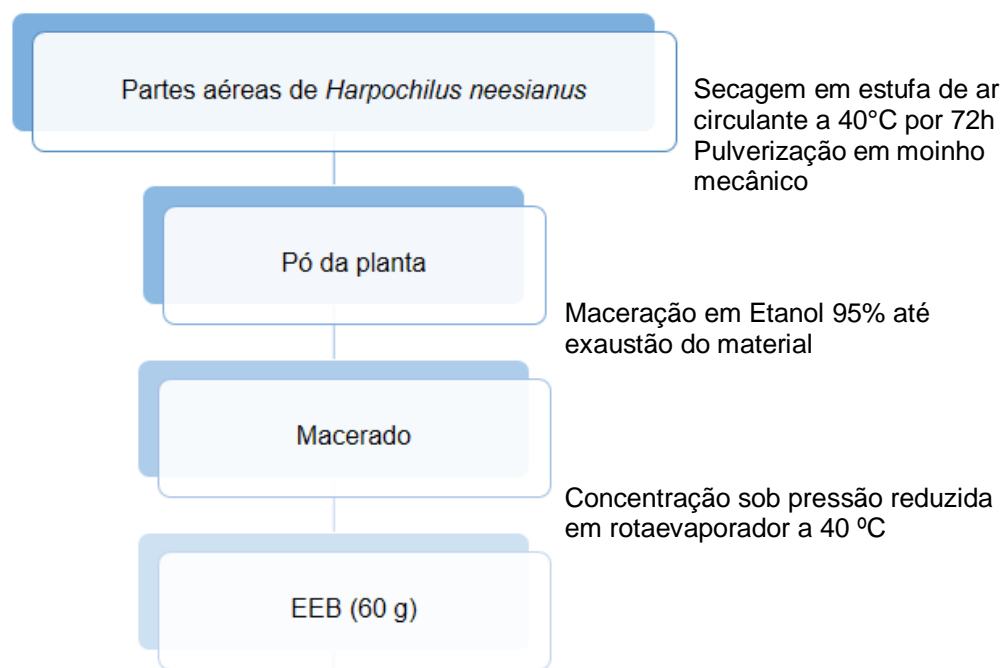 Partes aéreas de Harpochilus neesianus
Secagem em estufa de ar
circulante a 40°C por 72h
Pulverização em moinho
mecânico
Pó da planta
Maceração em Etanol 95% até
exaustão do material
Macerado
Concentração sob pressão reduzida
em rotaevaporador a 40 ºC
EEB (60 g)